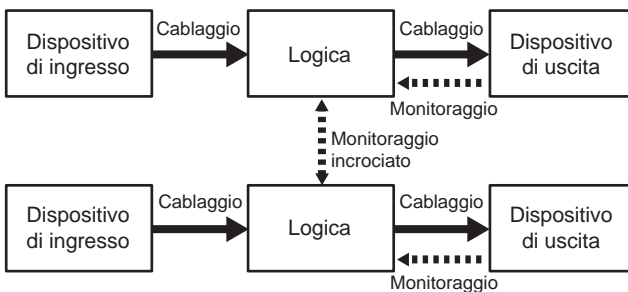 Cablaggio
Cablaggio
Dispositivo
di ingresso
Logica
Dispositivo
di uscita
Monitoraggio
Monitoraggio
incrociato
Cablaggio
Cablaggio
Dispositivo
di ingresso
Logica
Dispositivo
di uscita
Monitoraggio